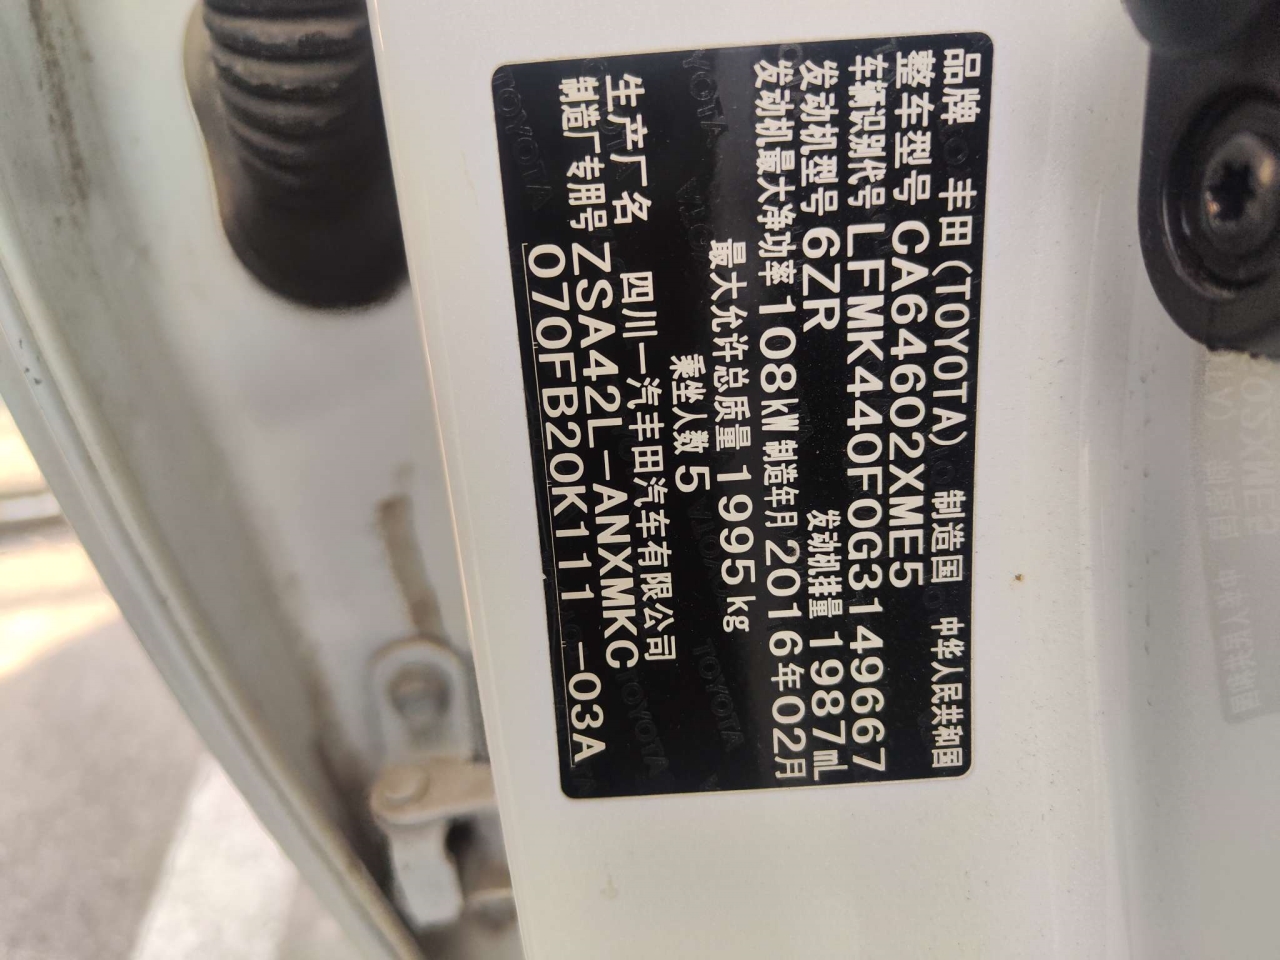 品牌 丰田(TOYOTA) 制造国 中华人民共和国
整车型号 CA64602XME5
车辆识别代号 LFMK440F0G3149667
发动机型号 6ZR 发动机排量 1987mL
发动机最大净功率 108kW 制造年月 2016年02月
最大允许总质量 1995kg
乘坐人数 5
生产厂名 四川一汽丰田汽车有限公司
制造厂专用号 ZSA42L-ANXMKC
070FB20K111-03A